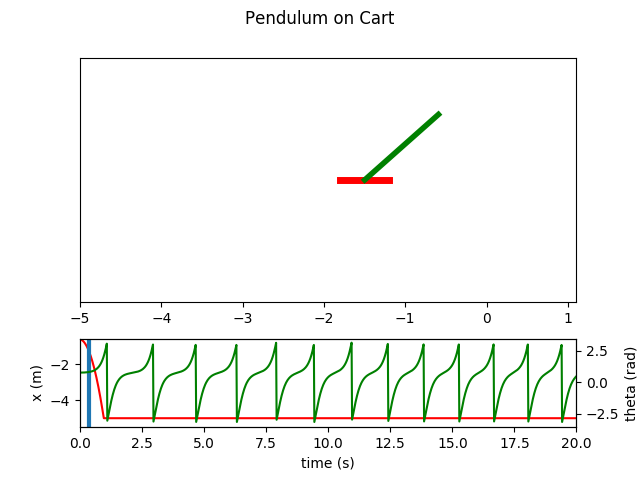 Pendulum on Cart
−5 −4 −3 −2 −1 0 1
x (m)
−2
−4
2.5
0.0
−2.5
theta (rad)
0.0 2.5 5.0 7.5 10.0 12.5 15.0 17.5 20.0
time (s)